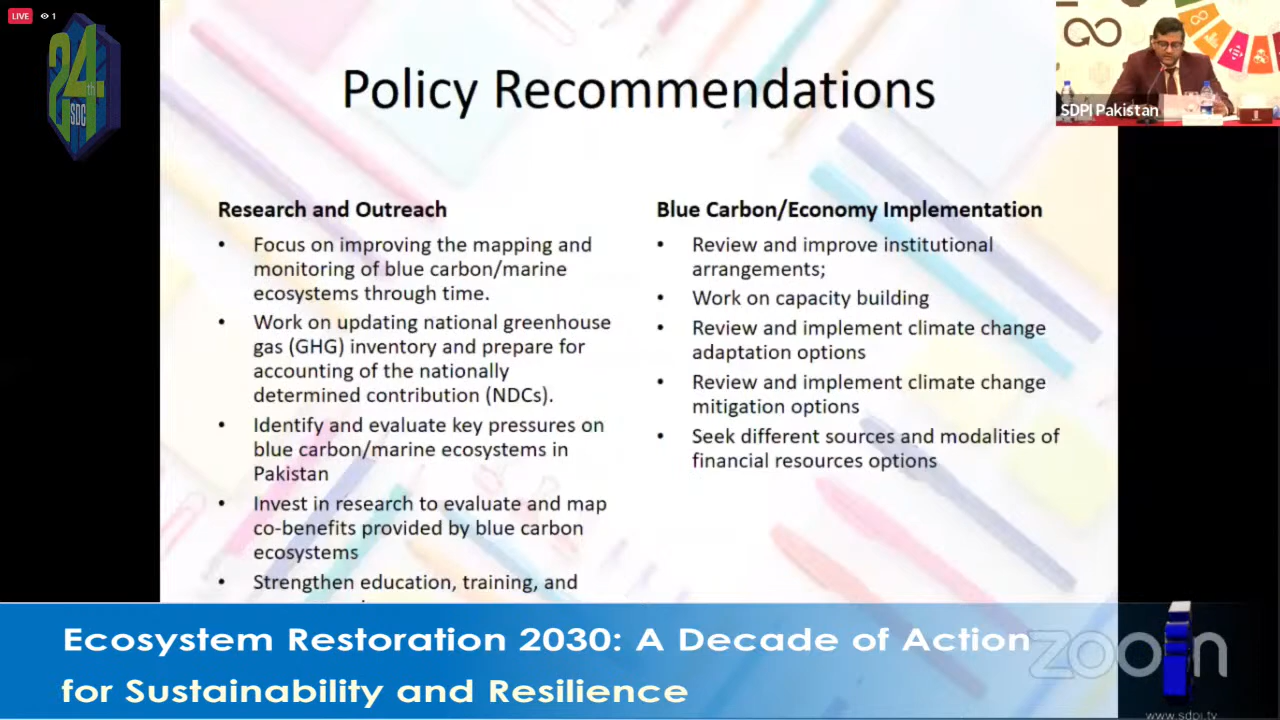 LIVE 1
24th
SDC
Policy Recommendations
SDPI Pakistan
Research and Outreach
• Focus on improving the mapping and
monitoring of blue carbon/marine
ecosystems through time.
• Work on updating national greenhouse
gas (GHG) inventory and prepare for
accounting of the nationally
determined contribution (NDCs).
• Identify and evaluate key pressures on
blue carbon/marine ecosystems in
Pakistan
• Invest in research to evaluate and map
co-benefits provided by blue carbon
ecosystems
• Strengthen education, training, and
Blue Carbon/Economy Implementation
• Review and improve institutional
arrangements;
• Work on capacity building
• Review and implement climate change
adaptation options
• Review and implement climate change
mitigation options
• Seek different sources and modalities of
financial resources options
Ecosystem Restoration 2030: A Decade of Action
for Sustainability and Resilience
zoom
www.sdpi.tv